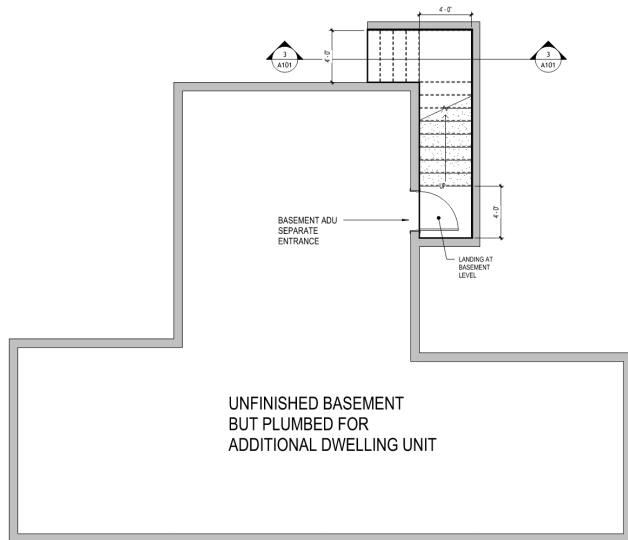 4' - 0"
3
A101
4' - 0"
3
A101
UP
4' - 0"
BASEMENT ADU
SEPARATE
ENTRANCE
LANDING AT
BASEMENT
LEVEL
UNFINISHED BASEMENT
BUT PLUMBED FOR
ADDITIONAL DWELLING UNIT